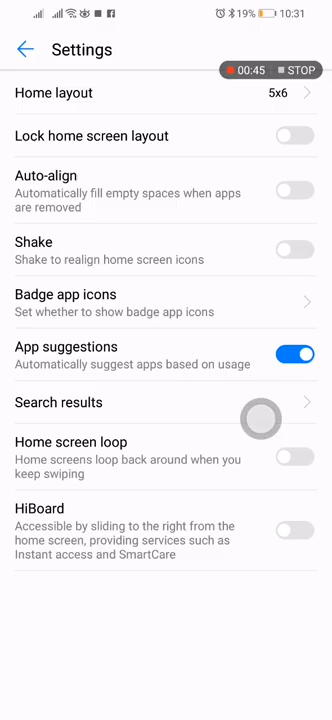 19% 10:31
Settings
00:45 STOP
Home layout 5x6
Lock home screen layout
Auto-align
Automatically fill empty spaces when apps
are removed
Shake
Shake to realign home screen icons
Badge app icons
Set whether to show badge app icons
App suggestions
Automatically suggest apps based on usage
Search results
Home screen loop
Home screens loop back around when you
keep swiping
HiBoard
Accessible by sliding to the right from the
home screen, providing services such as
Instant access and SmartCare